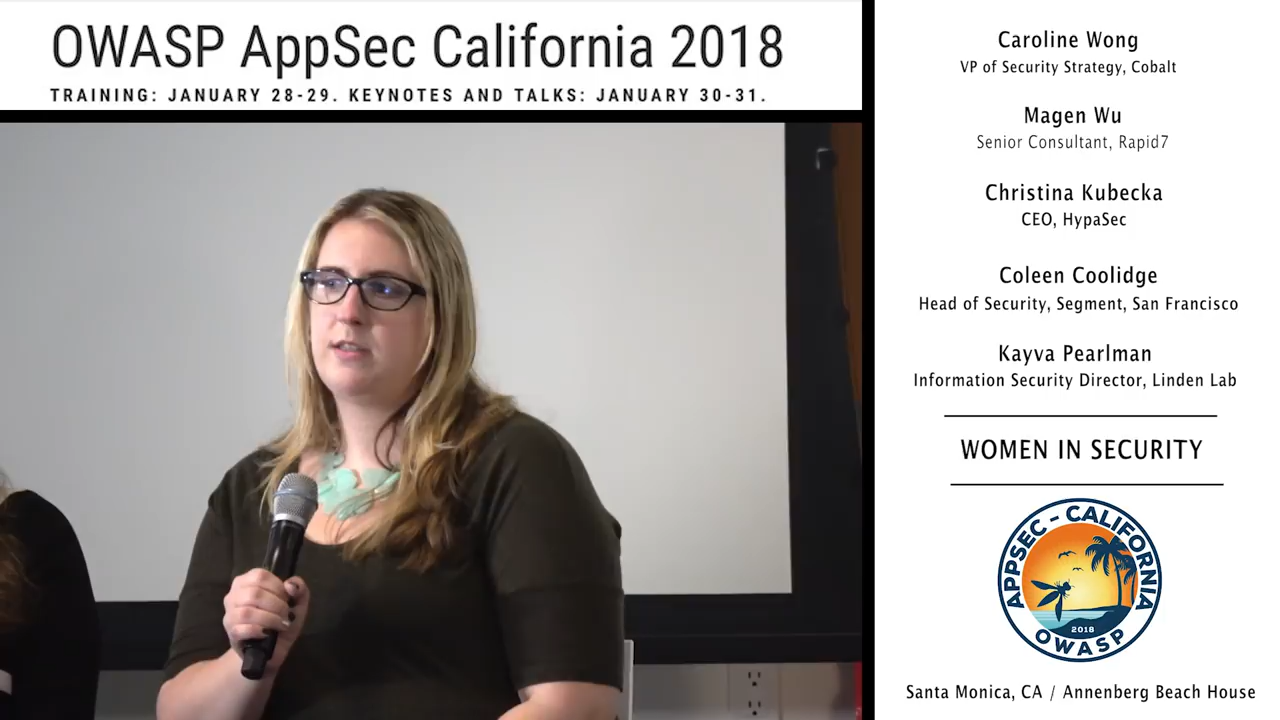 OWASP AppSec California 2018
TRAINING: JANUARY 28-29. KEYNOTES AND TALKS: JANUARY 30-31.
Caroline Wong
VP of Security Strategy, Cobalt
Magen Wu
Senior Consultant, Rapid7
Christina Kubecka
CEO, HypaSec
Coleen Coolidge
Head of Security, Segment, San Francisco
Kayva Pearlman
Information Security Director, Linden Lab
WOMEN IN SECURITY
APPSEC - CALIFORNIA
2018
OWASP
Santa Monica, CA / Annenberg Beach House